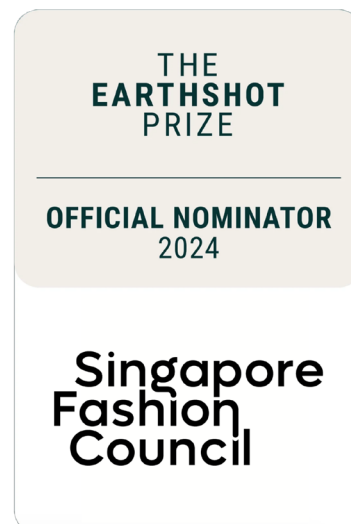 THE
EARTHSHOT
PRIZE
OFFICIAL NOMINATOR
2024
Singapore
Fashion
Council